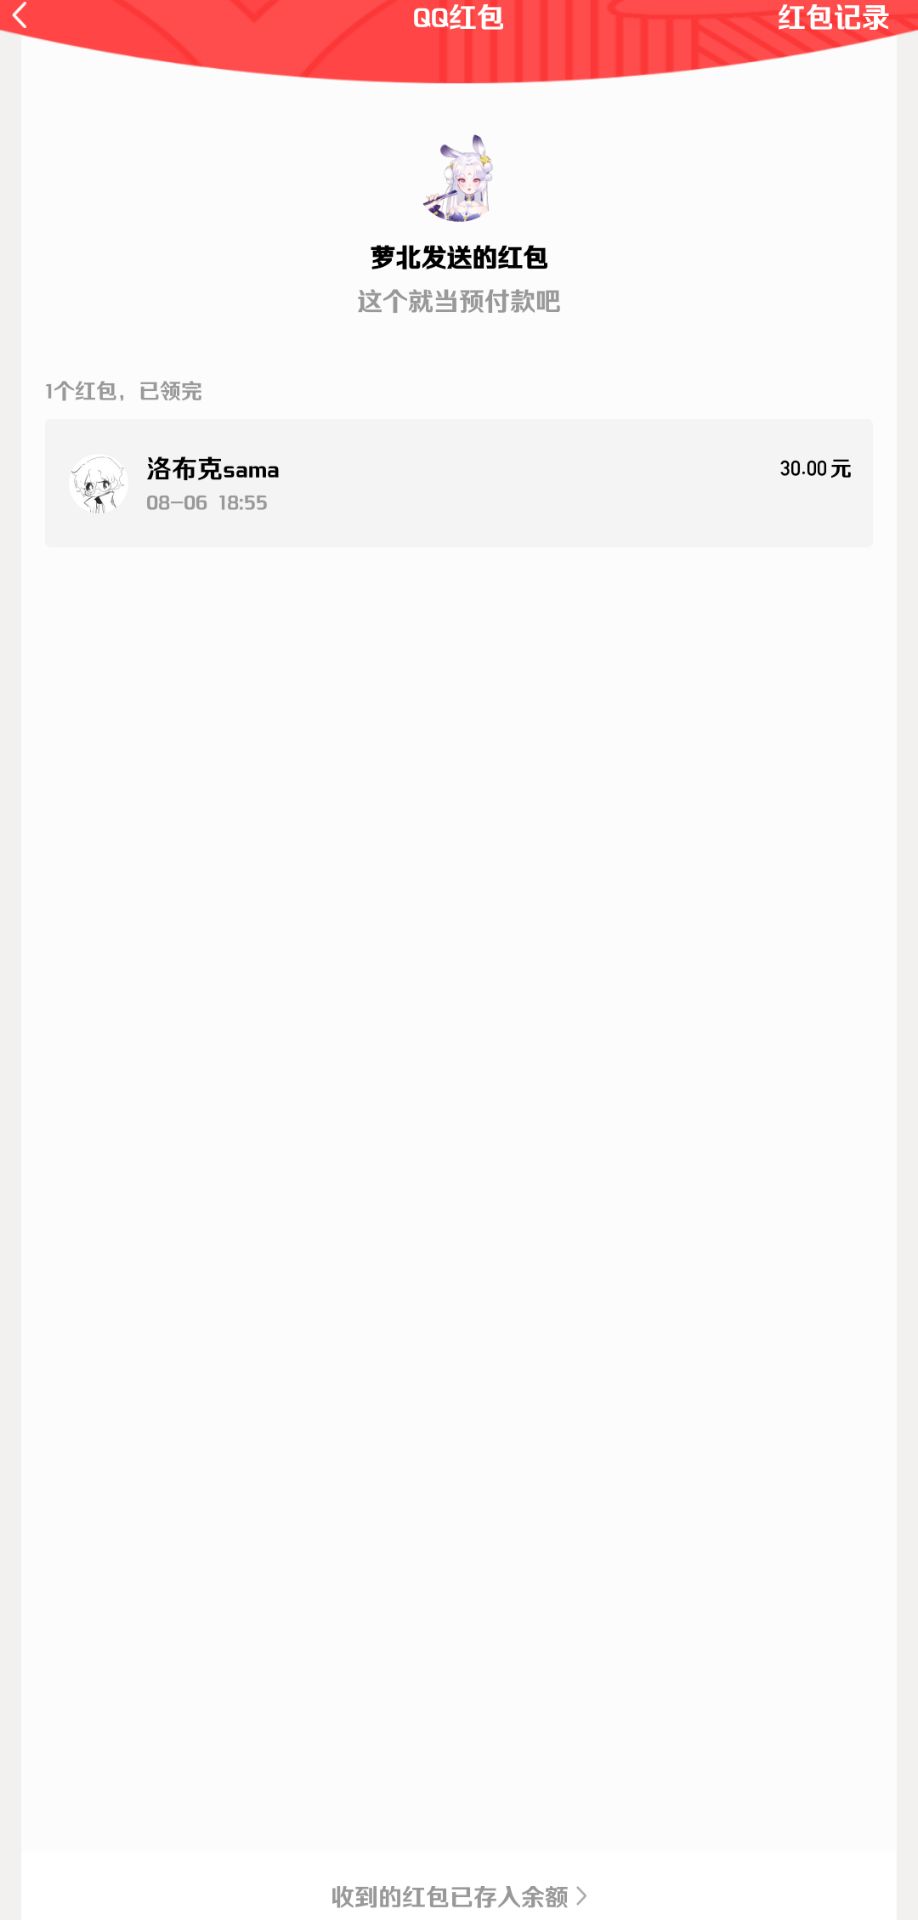 QQ红包
红包记录
萝北发送的红包
这个就当预付款吧
1个红包，已领完
洛布克sama
30.00元
08-06 18:55
收到的红包已存入余额